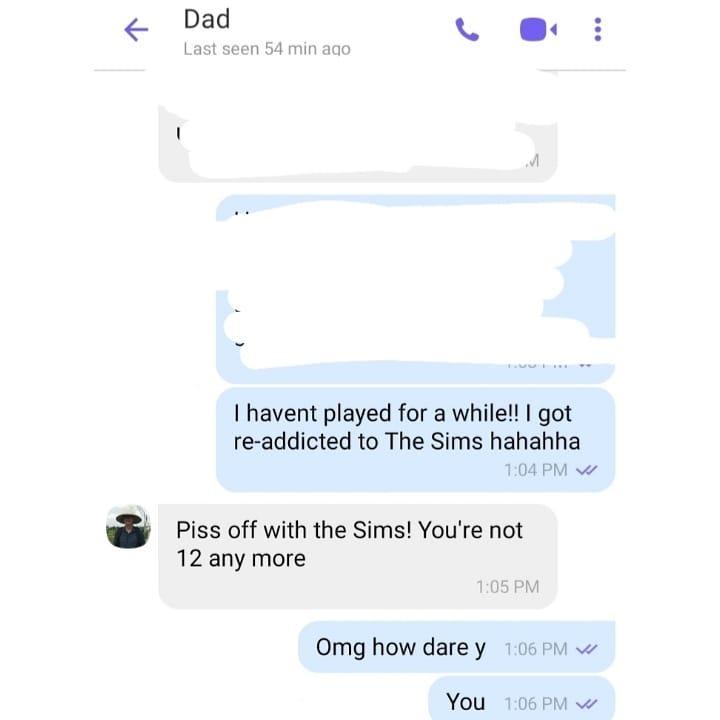 Dad
Last seen 54 min ago
I havent played for a while!! I got
re-addicted to The Sims hahahha
1:04 PM
Piss off with the Sims! You're not
12 any more
1:05 PM
Omg how dare y 1:06 PM
You 1:06 PM